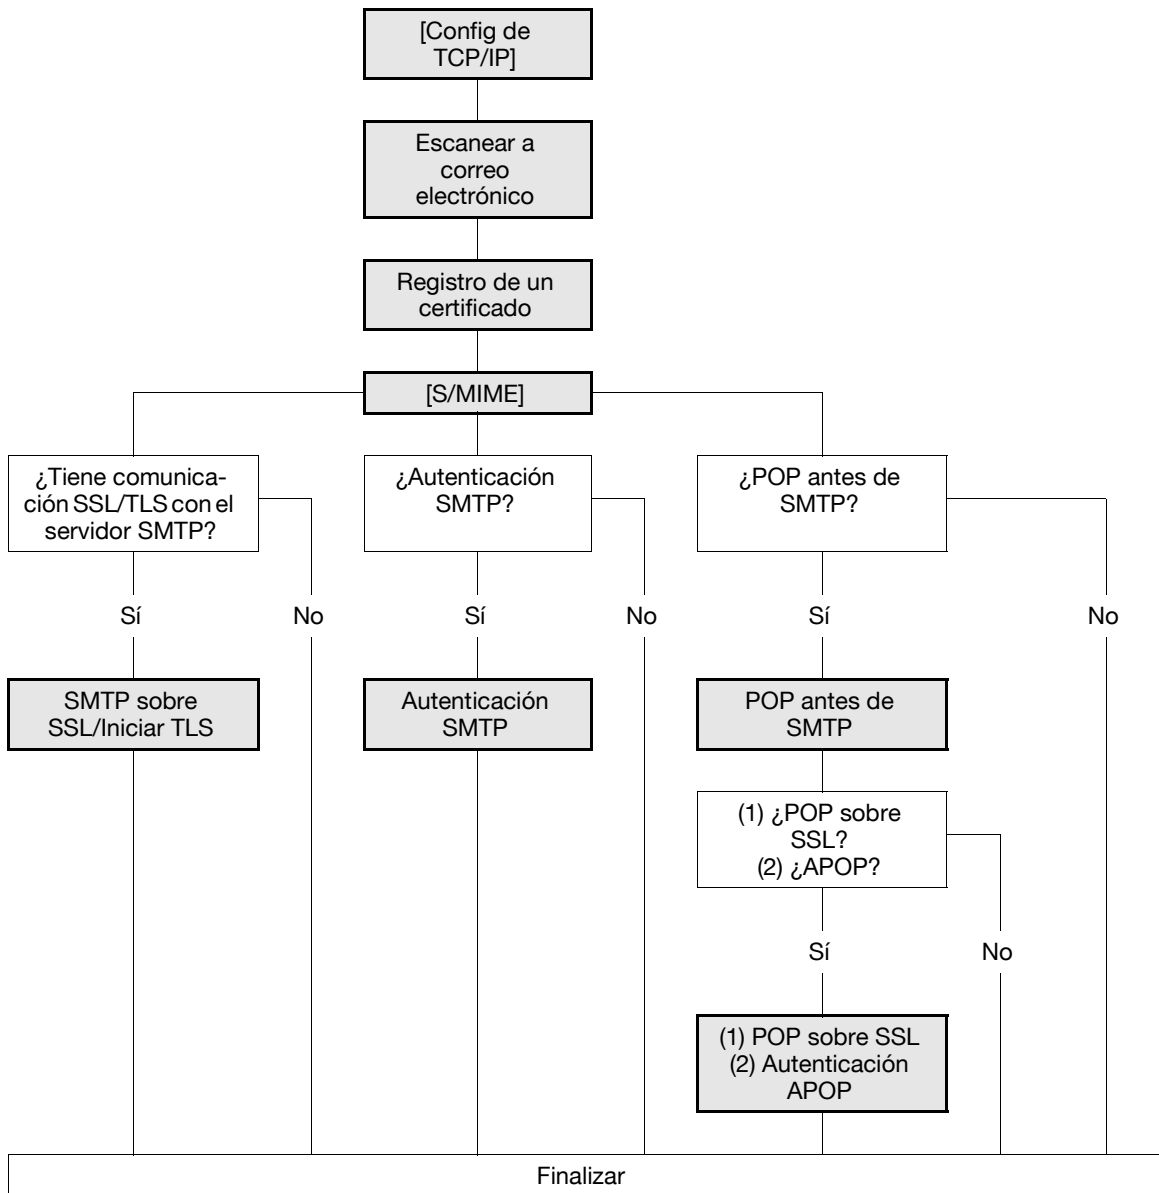 [Config de
TCP/IP]
Escanear a
correo
electrónico
Registro de un
certificado
[S/MIME]
¿Tiene comunica-
ción SSL/TLS con el
servidor SMTP?
¿Autenticación
SMTP?
¿POP antes de
SMTP?
Sí
No
Sí
No
Sí
No
SMTP sobre
SSL/Iniciar TLS
Autenticación
SMTP
POP antes de
SMTP
(1) ¿POP sobre
SSL?
(2) ¿APOP?
Sí
No
(1) POP sobre SSL
(2) Autenticación
APOP
Finalizar